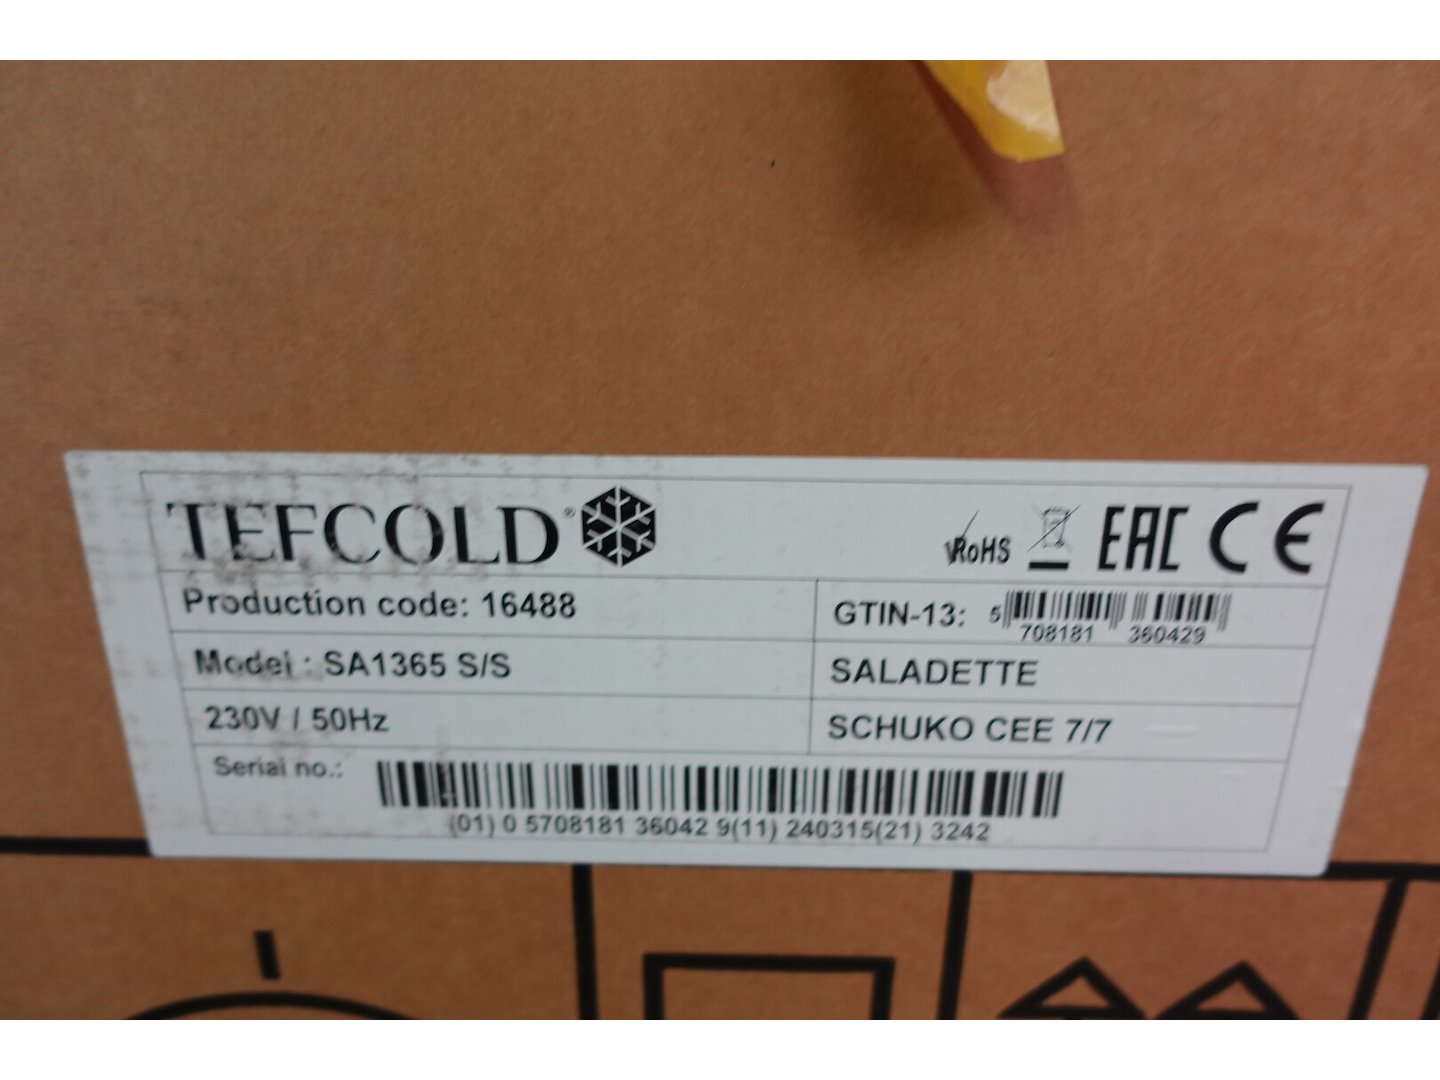 TEFCOLD®
RoHS EAC CE
Production code: 16488
GTIN-13: 5 708181 360429
Model : SA1365 S/S
SALADETTE
230V / 50Hz
SCHUKO CEE 7/7
Serial no.:
(01) 0 5708181 36042 9(11) 240315(21) 3242